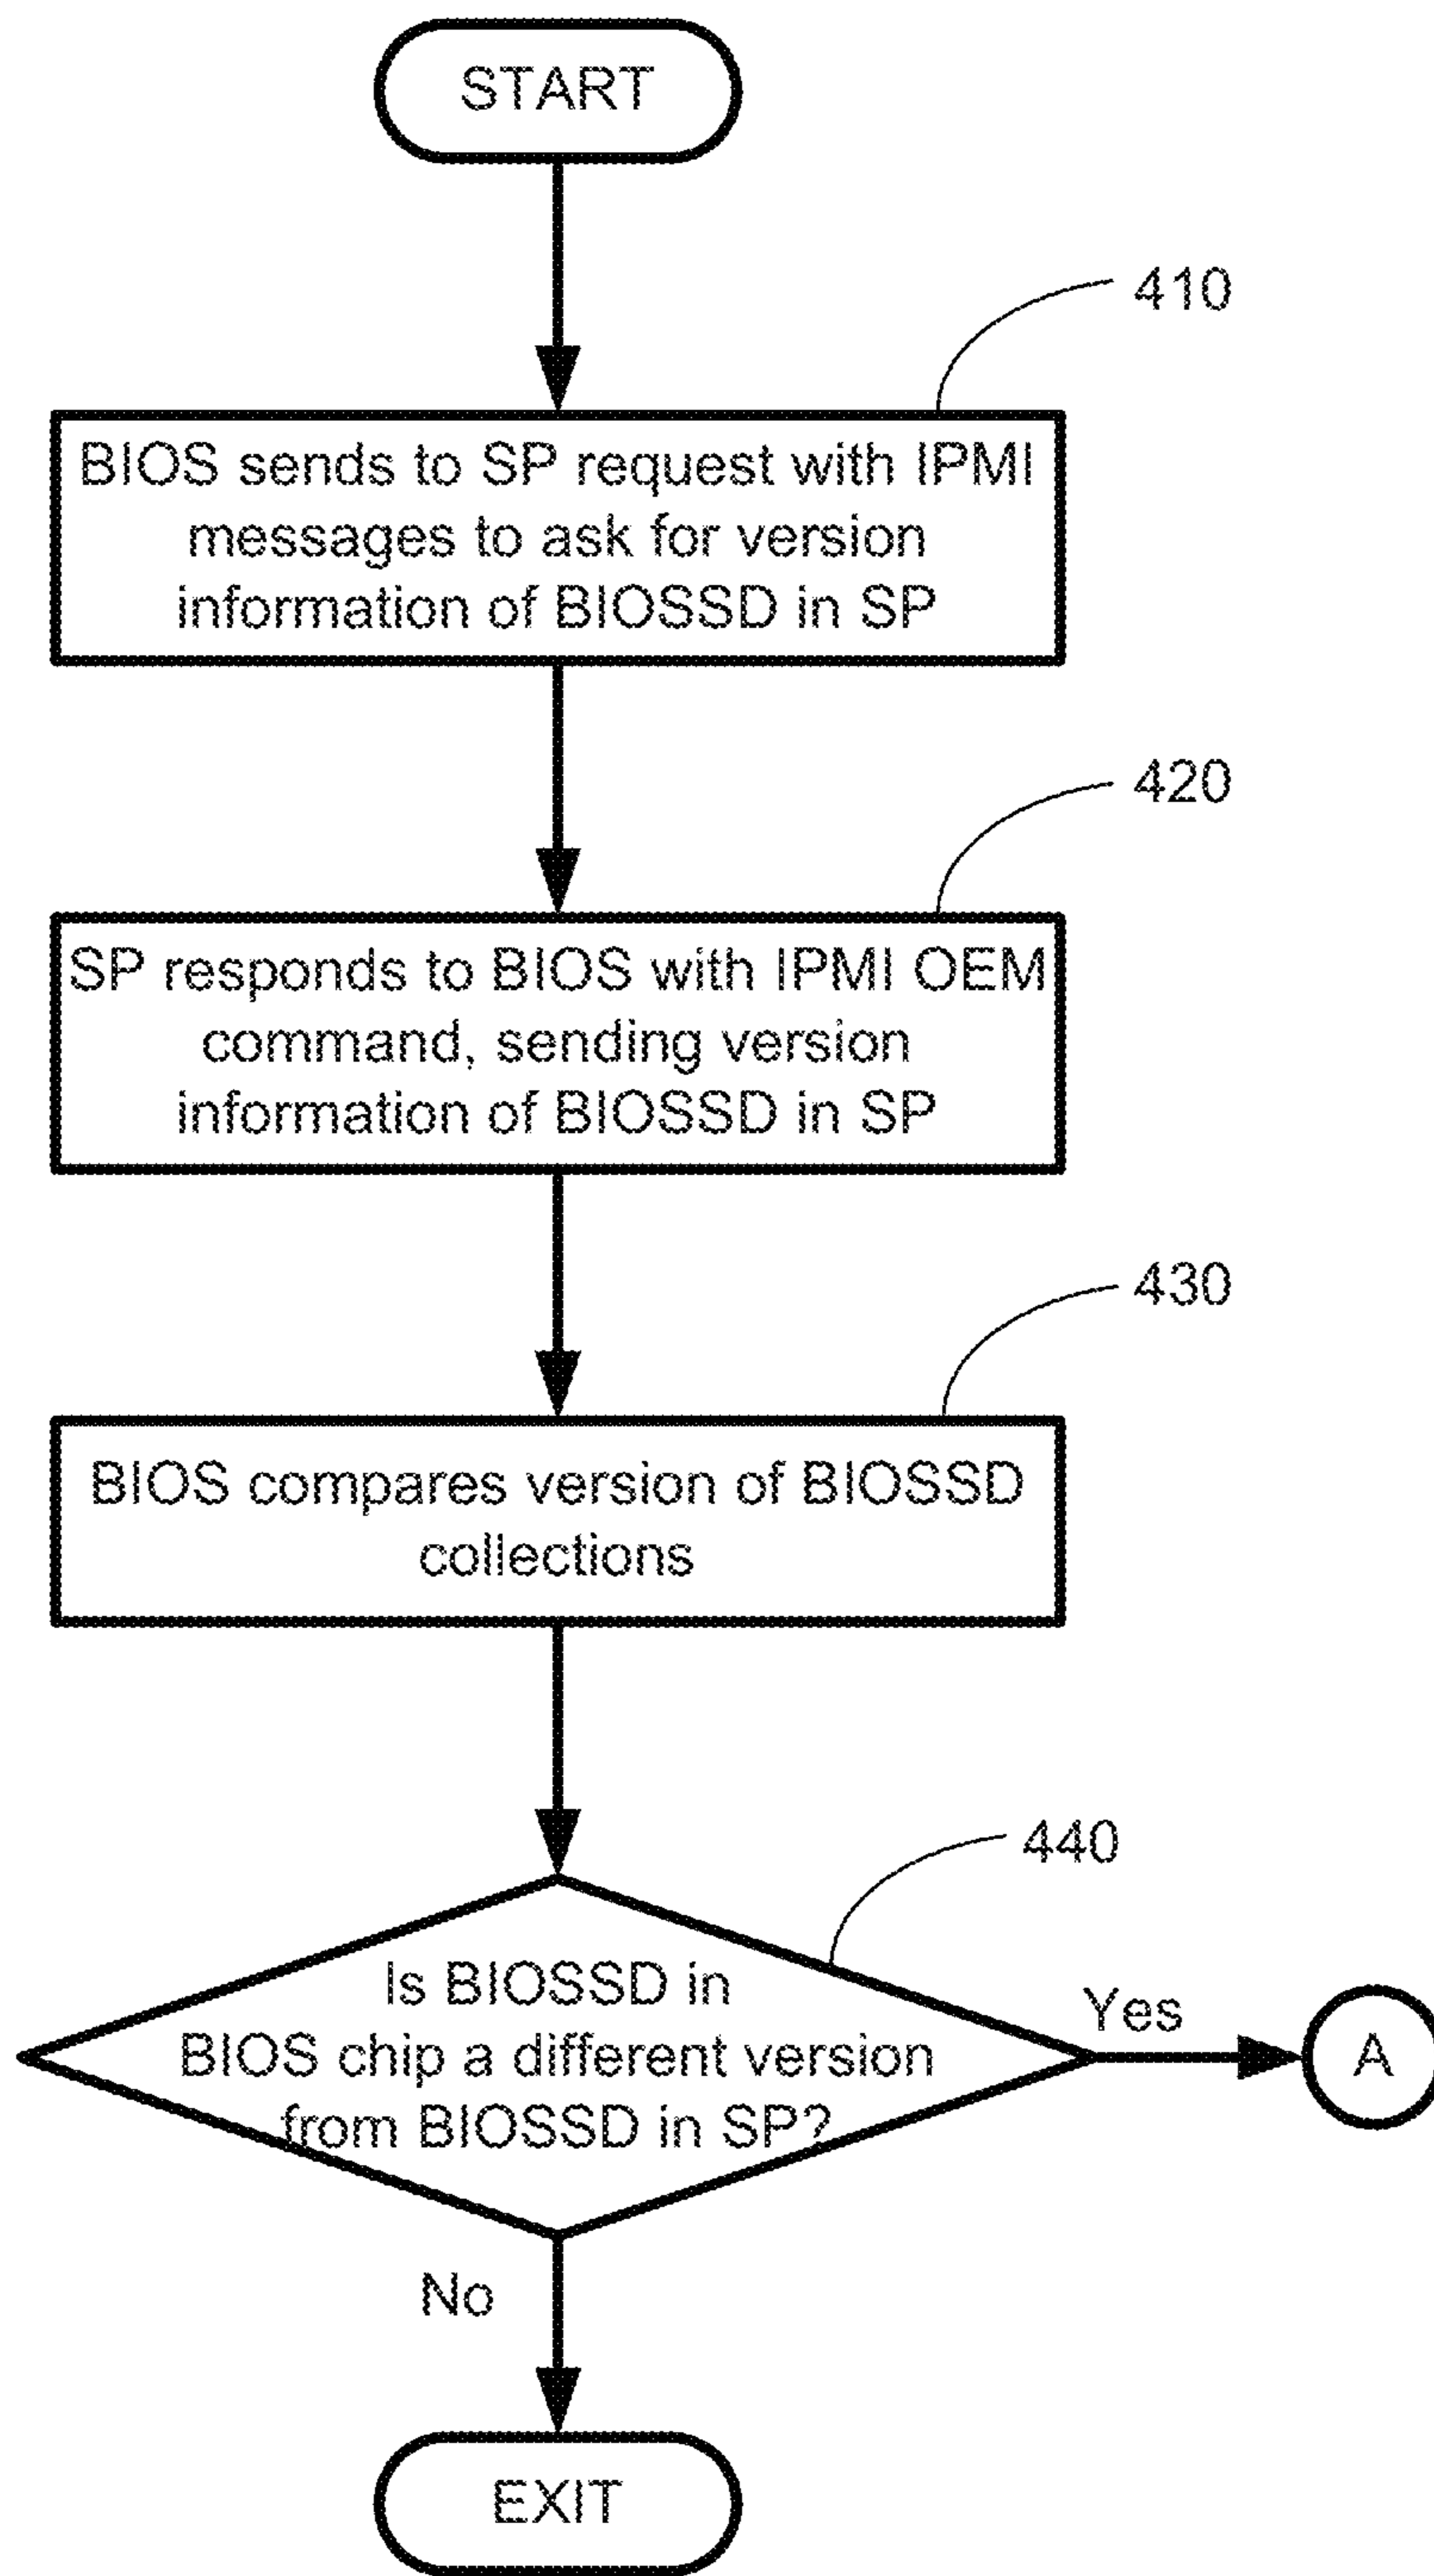 START
410
BIOS sends to SP request with IPMI
messages to ask for version
information of BIOSSD in SP
420
SP responds to BIOS with IPMI OEM
command, sending version
information of BIOSSD in SP
430
BIOS compares version of BIOSSD
collections
440
Is BIOSSD in
BIOS chip a different version
from BIOSSD in SP?
Yes
A
No
EXIT